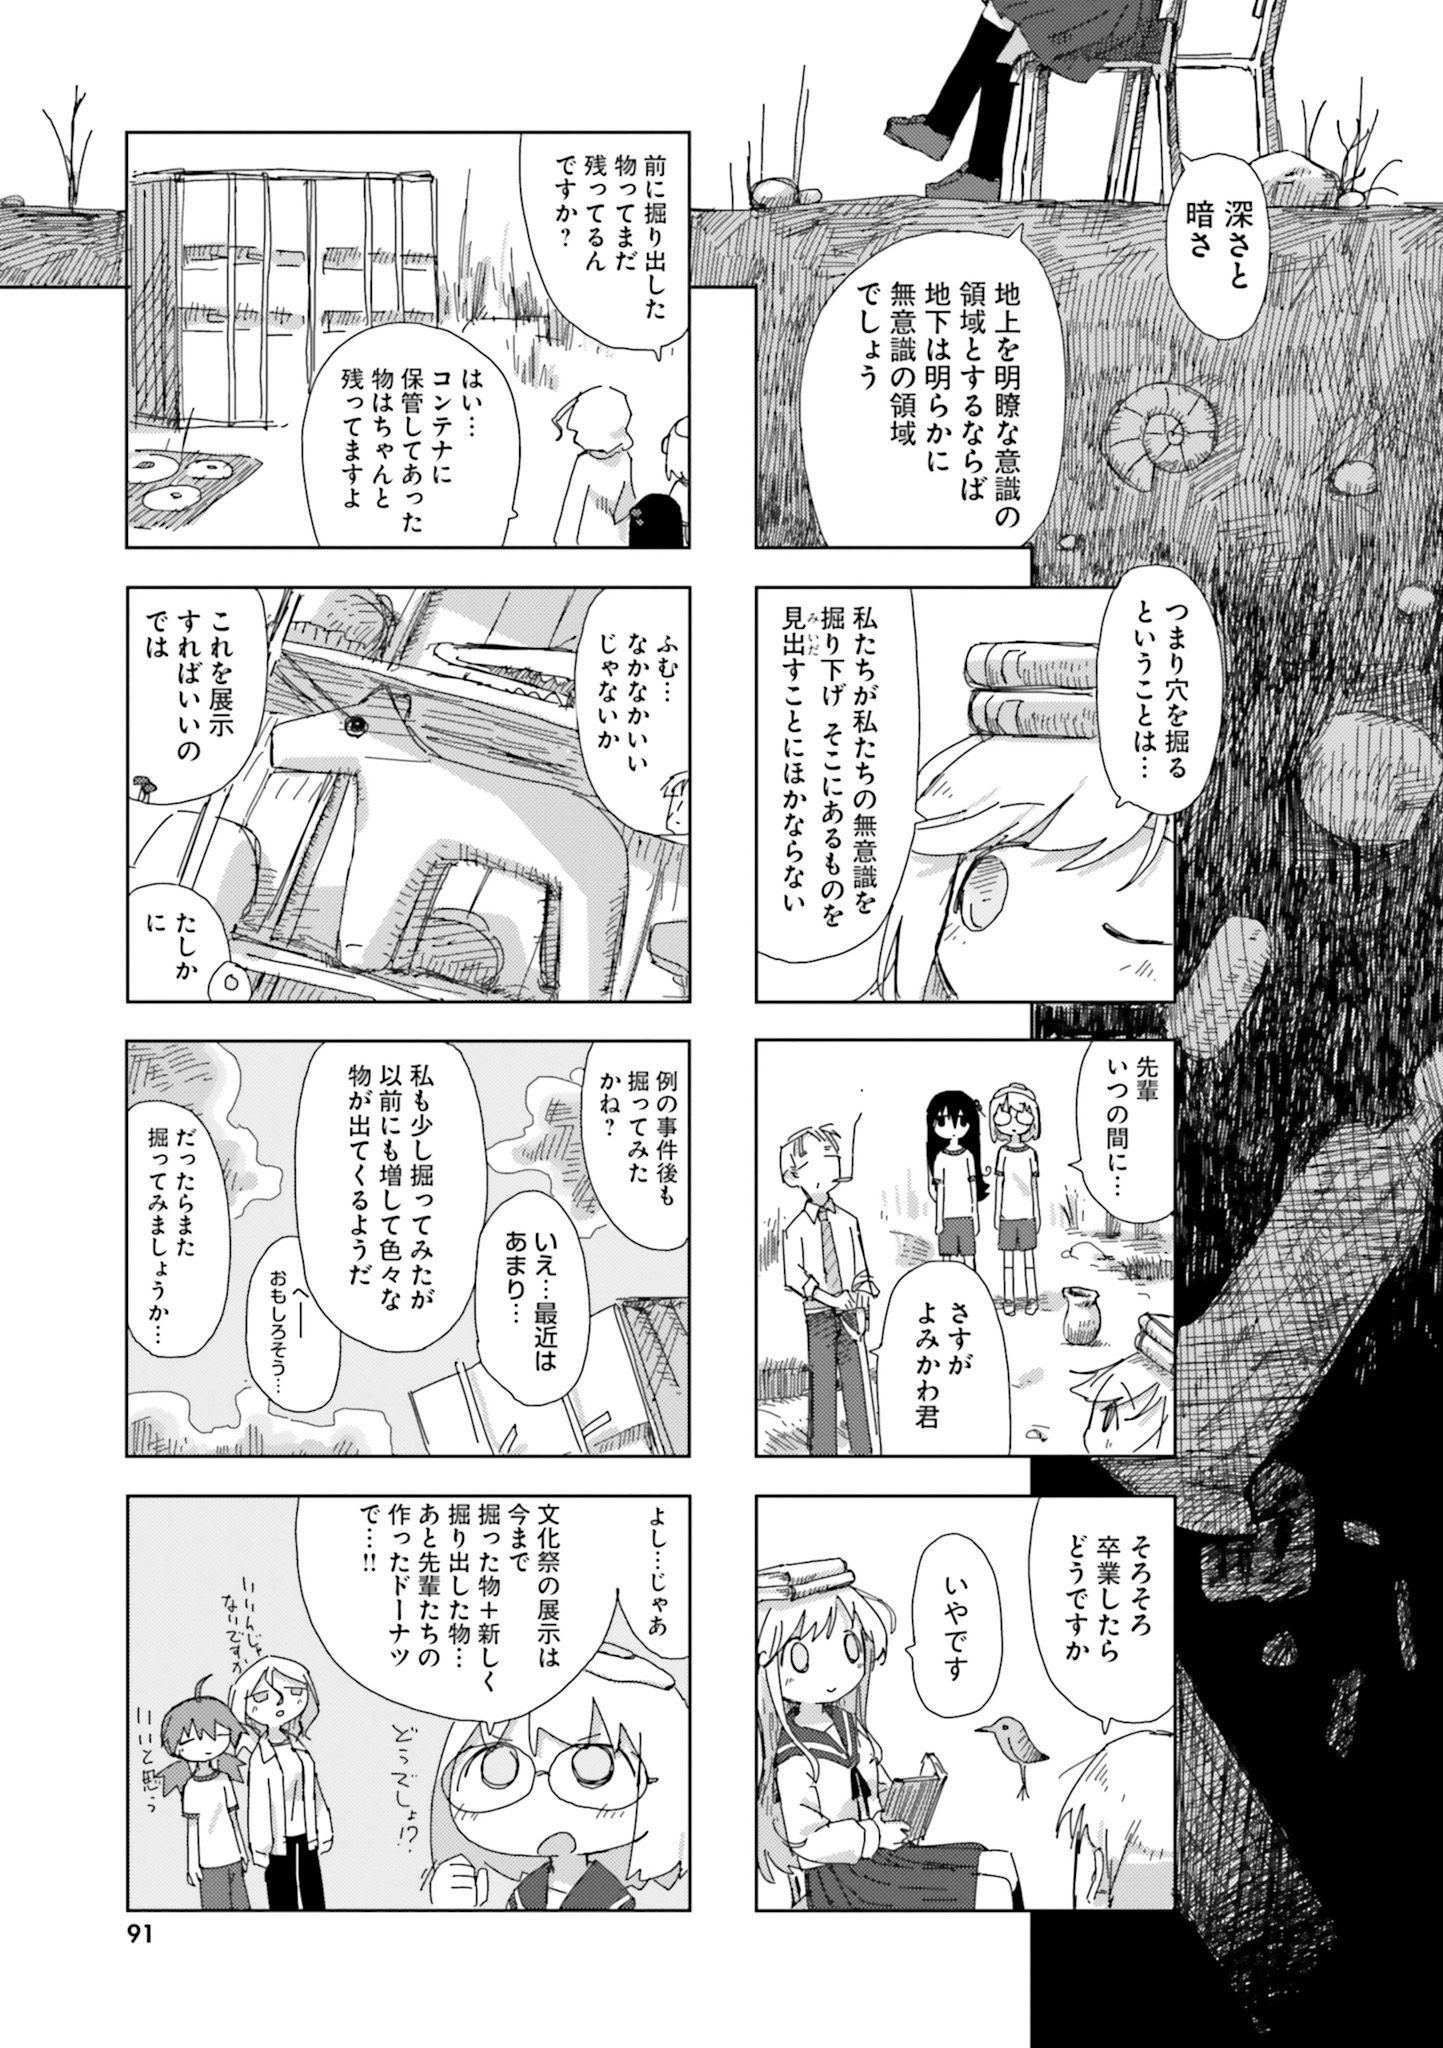 深さと
暗さ
地上を明瞭な意識の
領域とするならば
地下は明らかに
無意識の領域
でしょう
つまり穴を掘る
ということは…
私たちが私たちの無意識を
掘り下げ そこにあるものを
見出すことにほかならない
みいだ
先輩
いつの間に…
さすが
よみかわ君
そろそろ
卒業したら
どうですか
いやです
前に掘り出した
物ってまだ
残ってるん
ですか?
はい…
コンテナに
保管してあった
物はちゃんと
残ってますよ
ふむ…
なかなかいい
じゃないか
これを展示
すればいいの
では
たしか
に
例の事件後も
掘ってみた
かね?
いえ…最近は
あまり…
私も少し掘ってみたが
以前にも増して色々な
物が出てくるようだ
へー
おもしろそう…
だったらまた
掘ってみましょうか…
よし…じゃあ
文化祭の展示は
今まで
掘った物+新しく
掘り出した物…
あと先輩たちの
作ったドーナツ
で…!!
どうでしょ!?
いいんじゃ
ないですか
いいと思う
91